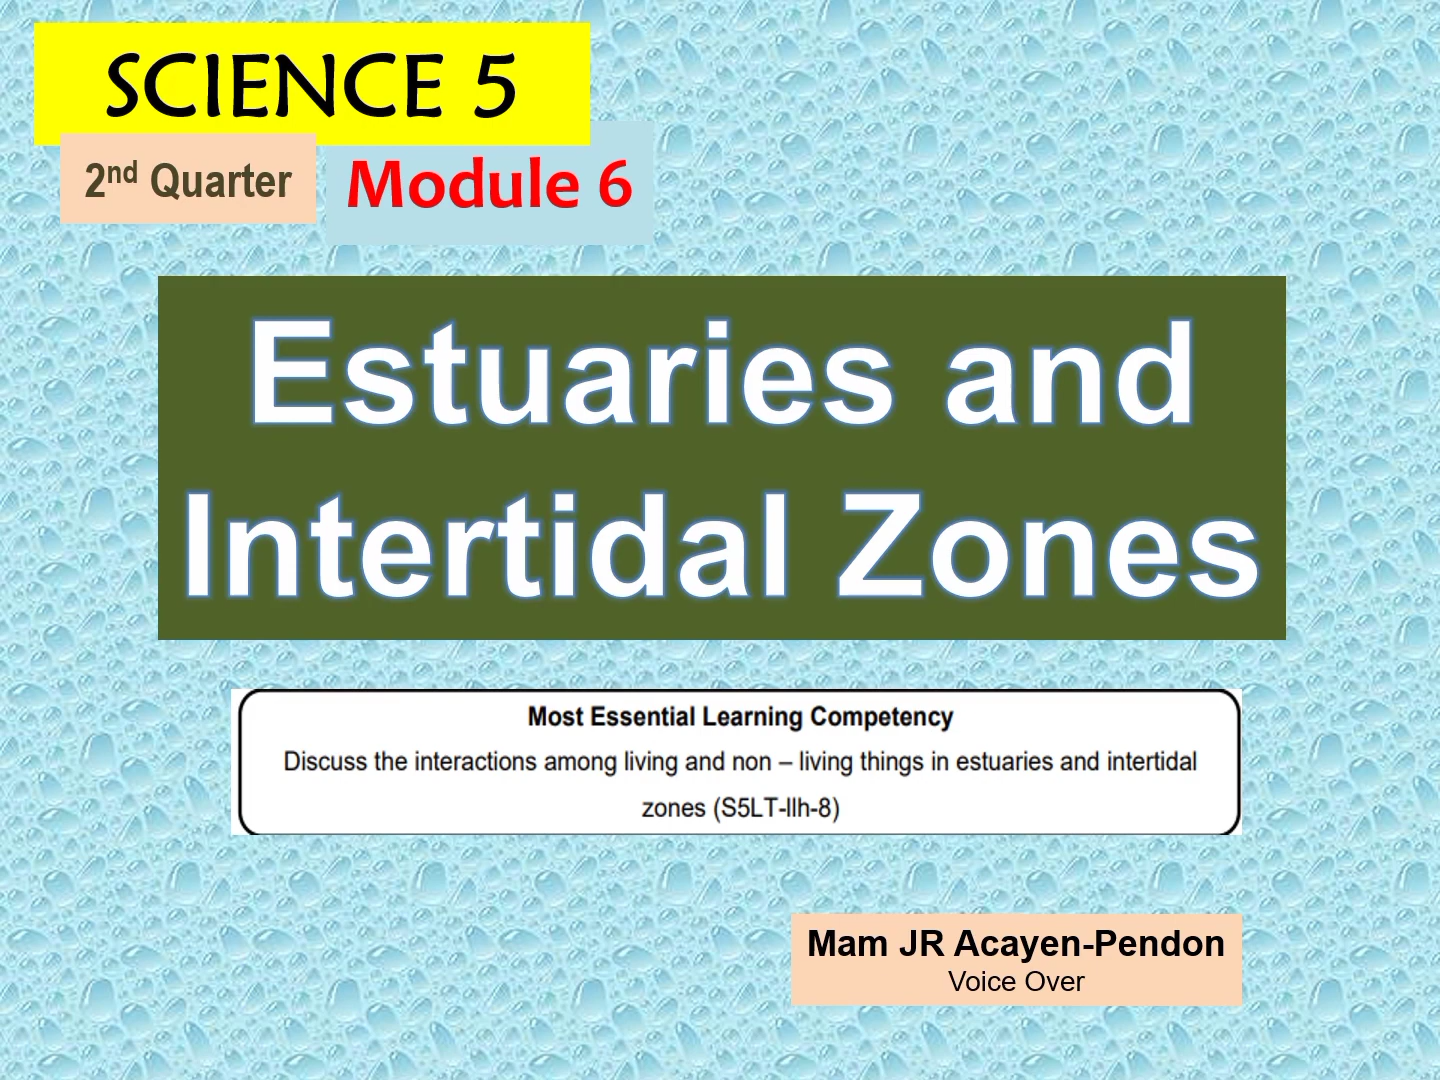 SCIENCE 5
2nd Quarter
Module 6
Estuaries and
Intertidal Zones
Most Essential Learning Competency
Discuss the interactions among living and non – living things in estuaries and intertidal
zones (S5LT-llh-8)
Mam JR Acayen-Pendon
Voice Over